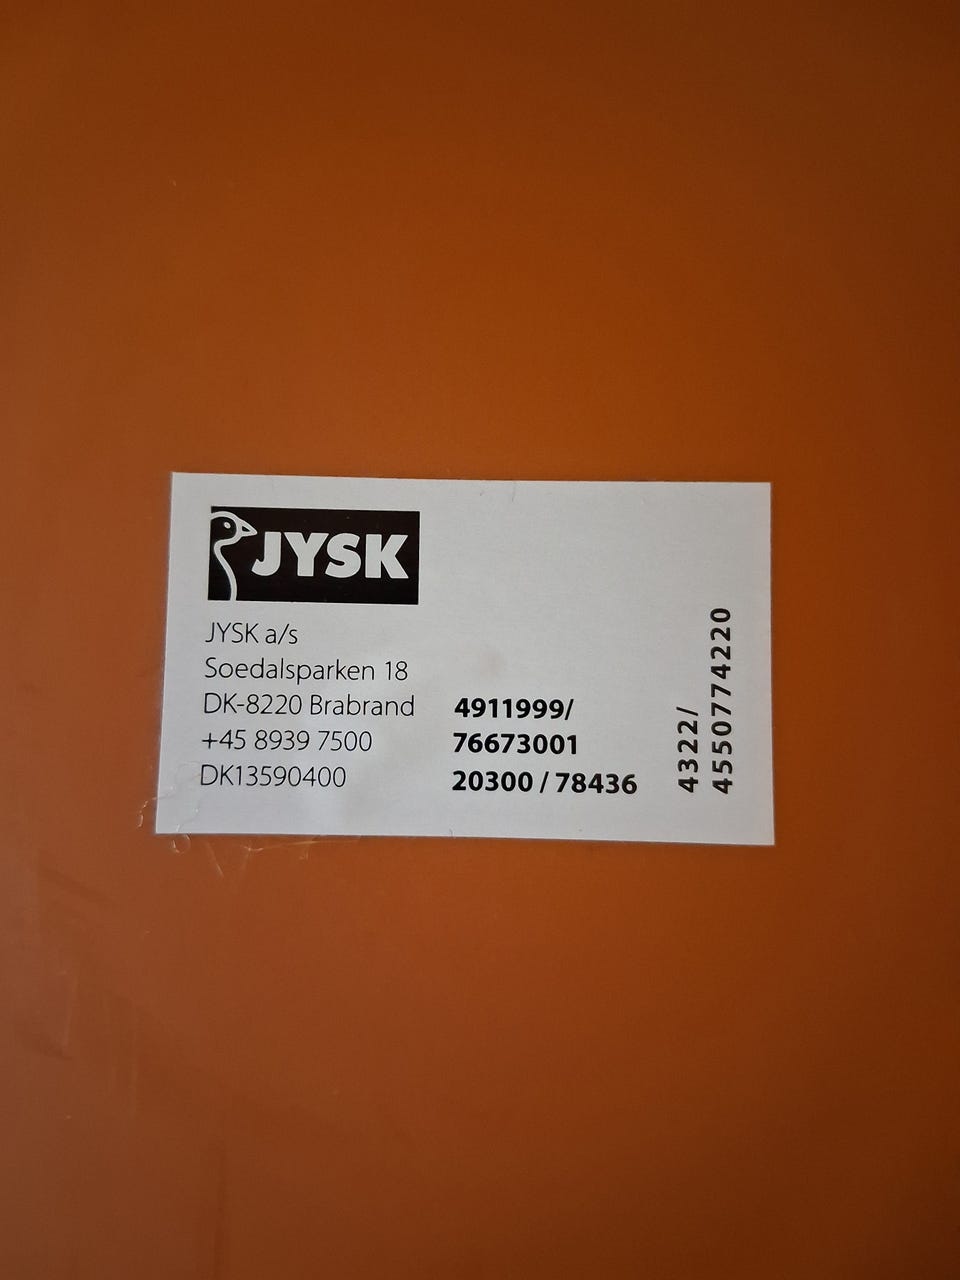 JYSK
JYSK a/s
Soedalsparken 18
DK-8220 Brabrand
+45 8939 7500
DK13590400
4911999/
76673001
20300 / 78436
4322/
4550774220